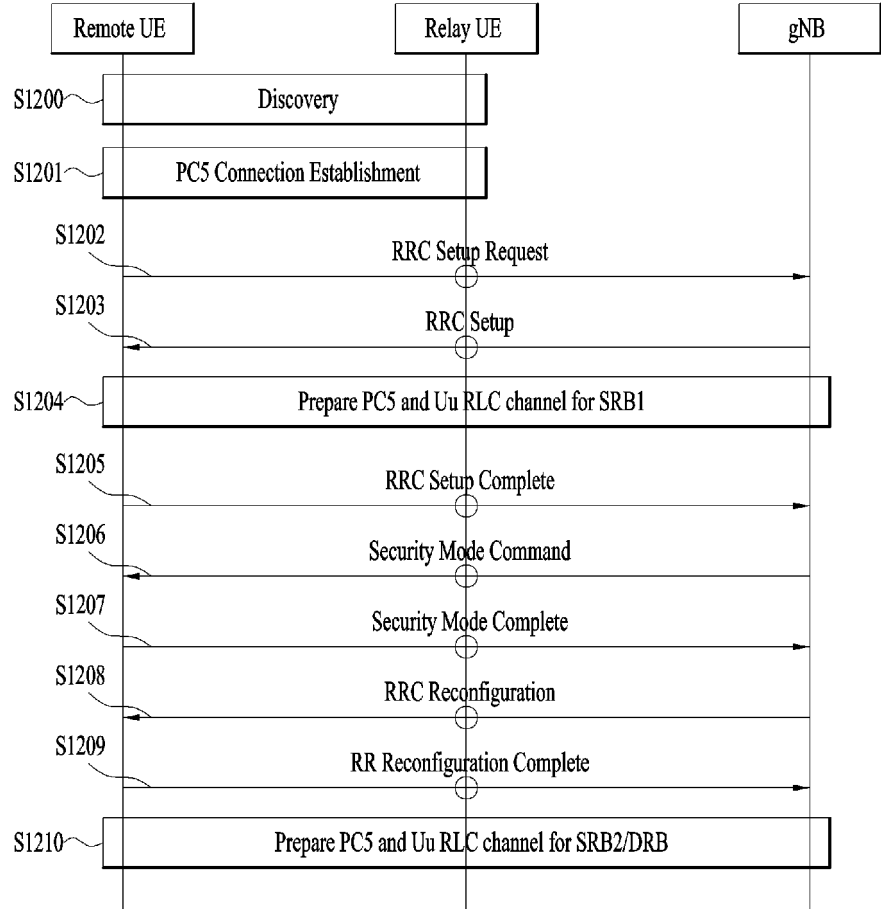 Remote UE
Relay UE
gNB
S1200
Discovery
S1201
PC5 Connection Establishment
S1202
RRC Setup Request
S1203
RRC Setup
S1204
Prepare PC5 and Uu RLC channel for SRB1
S1205
RRC Setup Complete
S1206
Security Mode Command
S1207
Security Mode Complete
S1208
RRC Reconfiguration
S1209
RR Reconfiguration Complete
S1210
Prepare PC5 and Uu RLC channel for SRB2/DRB